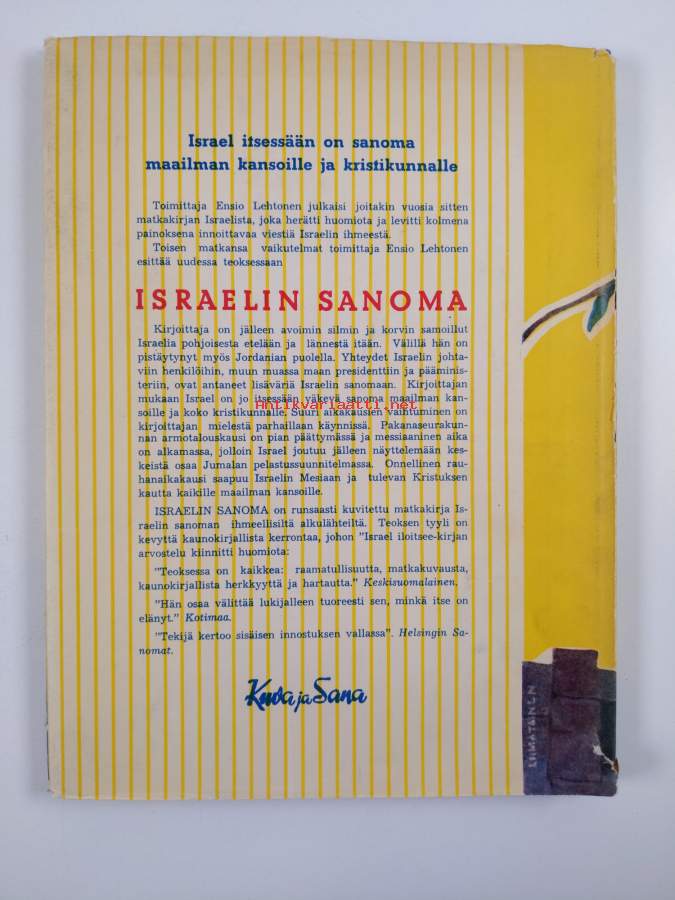 Israel itsessään on sanoma
maailman kansoille ja kristikunnalle
Toimittaja Ensio Lehtonen julkaisi joitakin vuosia sitten
matkakirjan Israelista, joka herätti huomiota ja levitti kolmena
painoksena innoittavaa viestiä Israelin ihmeestä.
Toisen matkansa vaikutelmat toimittaja Ensio Lehtonen
esittää uudessa teoksessaan
ISRAELIN SANOMA
Kirjoittaja on jälleen avoimin silmin ja korvin samoillut
Israelia pohjoisesta etelään ja lännestä itään. Välillä hän on
pistäytynyt myös Jordanian puolella. Yhteydet Israelin johta-
viin henkilöihin, muun muassa maan presidenttiin ja pääminis-
teriin, ovat antaneet lisäväriä Israelin sanomaan. Kirjoittajan
mukaan Israel on jo itsessään väkevä sanoma maailman kan-
soille ja koko kristikunnalle. Suuri aikakausien vaihtuminen on
Antikvariaatti.net
kirjoittajan mielestä parhaillaan käynnissä. Pakanaseurakun-
nan armotalouskausi on pian päättymässä ja messiaaninen aika
on alkamassa, jolloin Israel joutuu jälleen näyttelemään kes-
keistä osaa Jumalan pelastussuunnitelmassa. Onnellinen rau-
hanaikakausi saapuu Israelin Mesiaan ja tulevan Kristuksen
kautta kaikille maailman kansoille.
ISRAELIN SANOMA on runsaasti kuvitettu matkakirja Is-
raelin sanoman ihmeellisiltä alkulähteiltä. Teoksen tyyli on
kevyttä kaunokirjallista kerrontaa, johon "Israel iloitsee-kirjan
arvostelu kiinnitti huomiota:
"Teoksessa on kaikkea: raamatullisuutta, matkakuvausta,
kaunokirjallista herkkyyttä ja hartautta." Keskisuomalainen.
"Hän osaa välittää lukijalleen tuoreesti sen, minkä itse on
elänyt." Kotimaa.
"Tekijä kertoo sisäisen innostuksen vallassa". Helsingin Sa-
nomat.
Kuva ja Sana
LIIMATAINEN